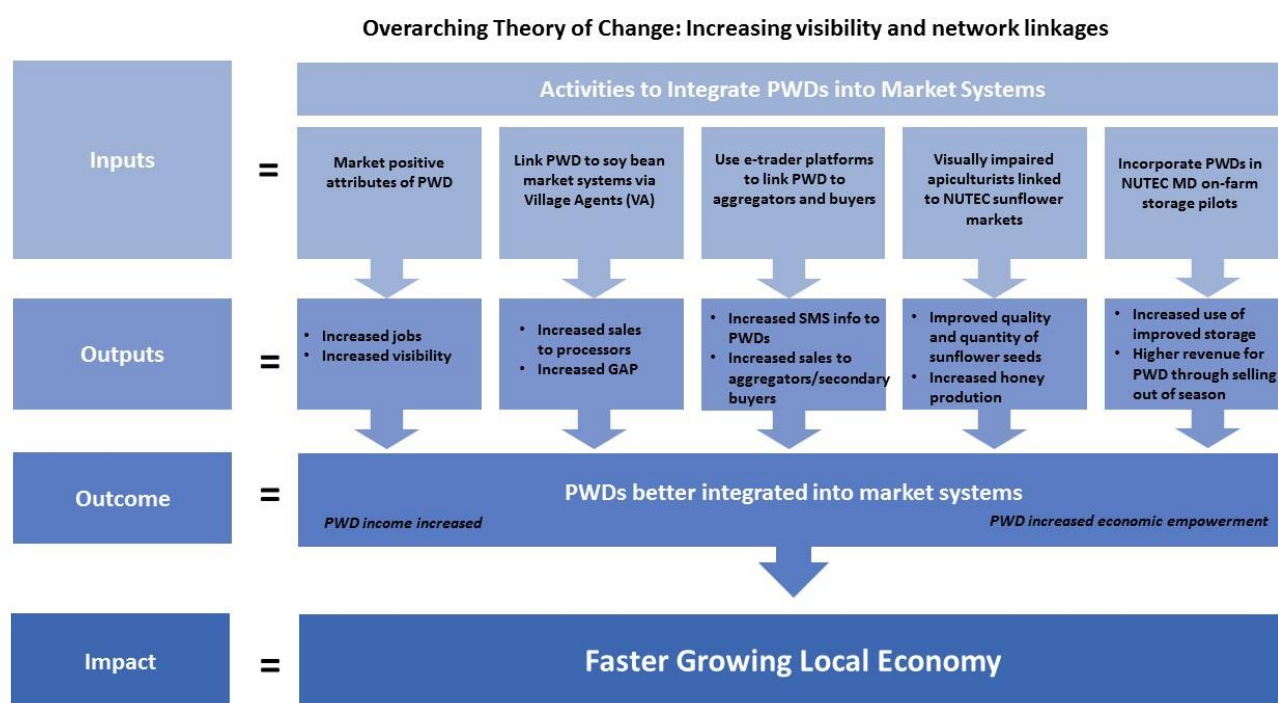 Overarching Theory of Change: Increasing visibility and network linkages
Inputs
=
Activities to Integrate PWDs into Market Systems
Market positive
attributes of PWD
Link PWD to soy bean
market systems via
Village Agents (VA)
Use e-trader platforms
to link PWD to
aggregators and buyers
Visually impaired
apiculturists linked
to NUTEC sunflower
markets
Incorporate PWDs in
NUTEC MD on-farm
storage pilots
Outputs
=
• Increased jobs
• Increased visibility
• Increased sales
to processors
• Increased GAP
• Increased SMS info to
PWDs
• Increased sales to
aggregators/secondary
buyers
• Improved quality
and quantity of
sunflower seeds
• Increased honey
prodution
• Increased use of
improved storage
• Higher revenue for
PWD through selling
out of season
Outcome
=
PWDs better integrated into market systems
PWD income increased
PWD increased economic empowerment
Impact
=
Faster Growing Local Economy